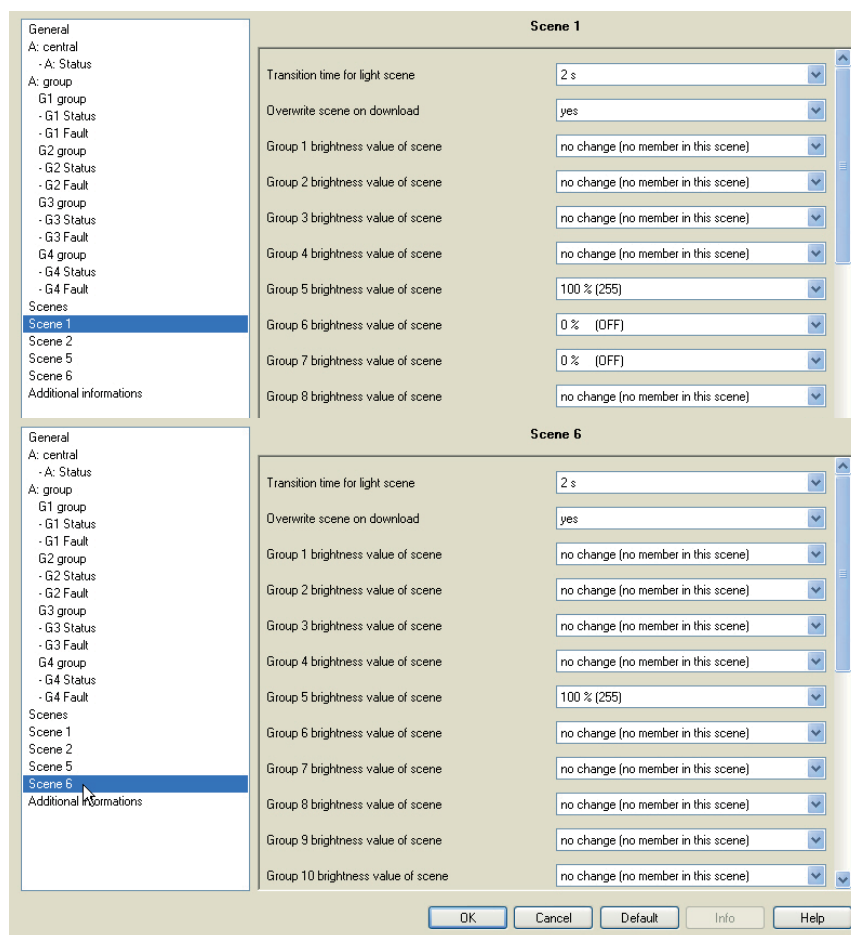 General
A: central
- A: Status
A: group
G1 group
- G1 Status
- G1 Fault
G2 group
- G2 Status
- G2 Fault
G3 group
- G3 Status
- G3 Fault
G4 group
- G4 Status
- G4 Fault
Scenes
Scene 1
Scene 2
Scene 5
Scene 6
Additional informations
Scene 1
Transition time for light scene 2 s
Overwrite scene on download yes
Group 1 brightness value of scene no change (no member in this scene)
Group 2 brightness value of scene no change (no member in this scene)
Group 3 brightness value of scene no change (no member in this scene)
Group 4 brightness value of scene no change (no member in this scene)
Group 5 brightness value of scene 100 % (255)
Group 6 brightness value of scene 0 % (OFF)
Group 7 brightness value of scene 0 % (OFF)
Group 8 brightness value of scene no change (no member in this scene)
General
A: central
- A: Status
A: group
G1 group
- G1 Status
- G1 Fault
G2 group
- G2 Status
- G2 Fault
G3 group
- G3 Status
- G3 Fault
G4 group
- G4 Status
- G4 Fault
Scenes
Scene 1
Scene 2
Scene 5
Scene 6
Additional informations
Scene 6
Transition time for light scene 2 s
Overwrite scene on download yes
Group 1 brightness value of scene no change (no member in this scene)
Group 2 brightness value of scene no change (no member in this scene)
Group 3 brightness value of scene no change (no member in this scene)
Group 4 brightness value of scene no change (no member in this scene)
Group 5 brightness value of scene 100 % (255)
Group 6 brightness value of scene no change (no member in this scene)
Group 7 brightness value of scene no change (no member in this scene)
Group 8 brightness value of scene no change (no member in this scene)
Group 9 brightness value of scene no change (no member in this scene)
Group 10 brightness value of scene no change (no member in this scene)
OK Cancel Default Info Help